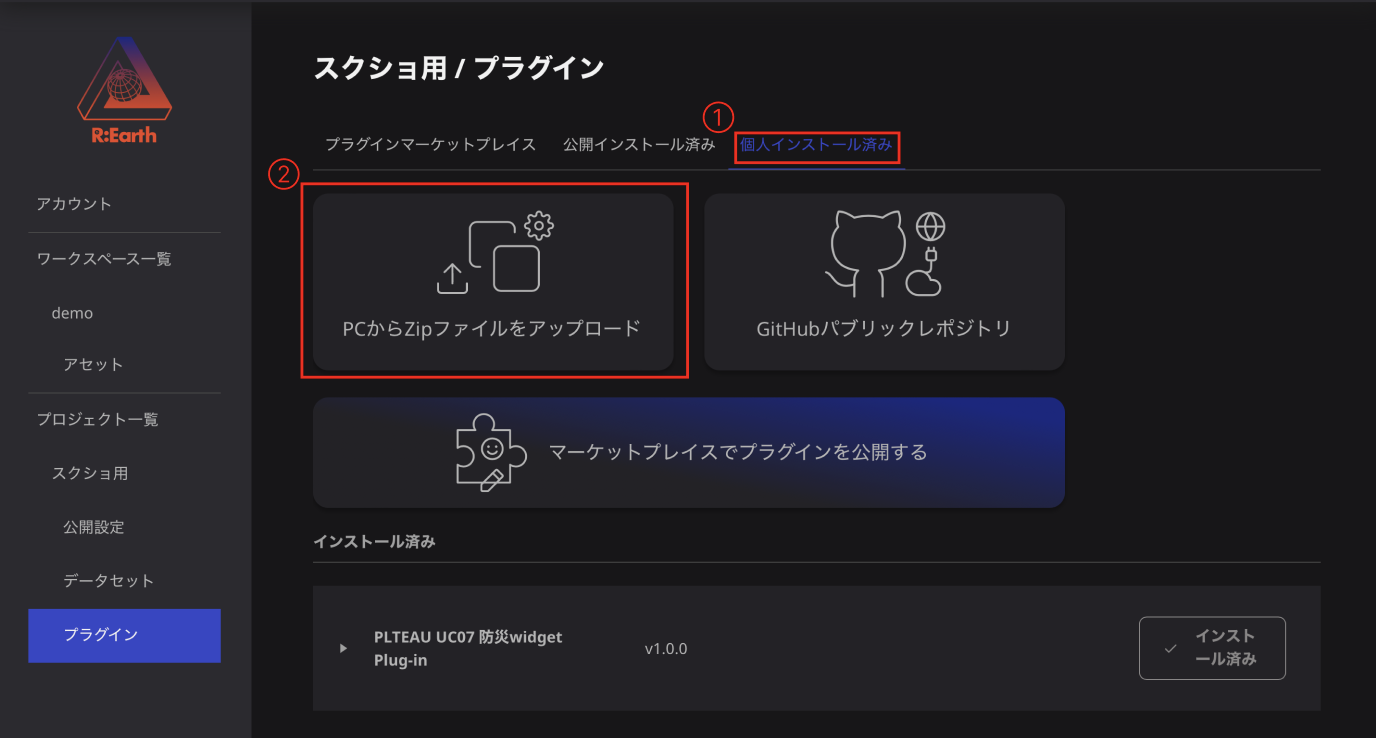 R:Earth
アカウント
ワークスペース一覧
demo
アセット
プロジェクト一覧
スクショ用
公開設定
データセット
プラグイン
スクショ用 / プラグイン
プラグインマーケットプレイス 公開インストール済み ① 個人インストール済み
②
PCからZipファイルをアップロード
GitHubパブリックレポジトリ
マーケットプレイスでプラグインを公開する
インストール済み
PLTEAU UC07 防災widget
Plug-in
v1.0.0
インスト
ール済み